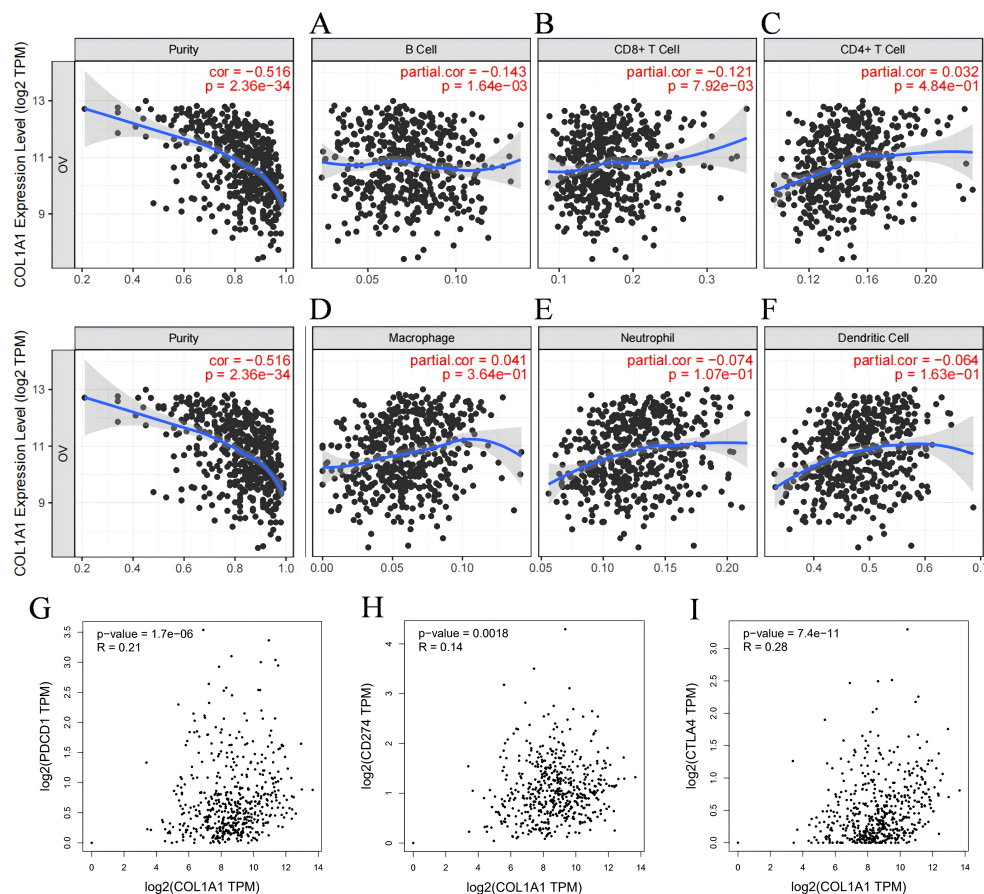 A
B
C
Purity
B Cell
CD8+ T Cell
CD4+ T Cell
cor = −0.516
p = 2.36e−34
partial.cor = −0.143
p = 1.64e−03
partial.cor = −0.121
p = 7.92e−03
partial.cor = 0.032
p = 4.84e−01
COL1A1 Expression Level (log2 TPM)
OV
13
11
9
0.2 0.4 0.6 0.8 1.0
0.05 0.10
0.1 0.2 0.3
0.12 0.16 0.20
D
E
F
Purity
Macrophage
Neutrophil
Dendritic Cell
cor = −0.516
p = 2.36e−34
partial.cor = 0.041
p = 3.64e−01
partial.cor = −0.074
p = 1.07e−01
partial.cor = −0.064
p = 1.63e−01
COL1A1 Expression Level (log2 TPM)
OV
13
11
9
0.2 0.4 0.6 0.8 1.0
0.00 0.05 0.10
0.05 0.10 0.15 0.20
0.4 0.5 0.6
G
p-value = 1.7e−06
R = 0.21
log2(PDCD1 TPM)
3.5
3.0
2.5
2.0
1.5
1.0
0.5
0.0
0 2 4 6 8 10 12 14
log2(COL1A1 TPM)
H
p-value = 0.0018
R = 0.14
log2(CD274 TPM)
4
3
2
1
0
0 2 4 6 8 10 12 14
log2(COL1A1 TPM)
I
p-value = 7.4e−11
R = 0.28
log2(CTLA4 TPM)
3.0
2.5
2.0
1.5
1.0
0.5
0.0
0 2 4 6 8 10 12 14
log2(COL1A1 TPM)